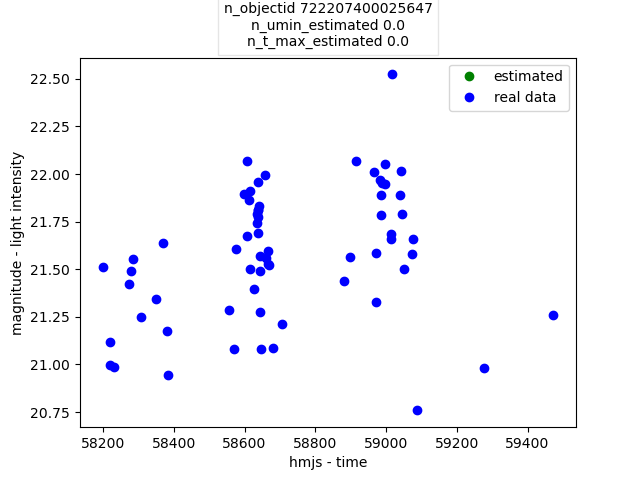 n_objectid 722207400025647
n_umin_estimated 0.0
n_t_max_estimated 0.0
estimated
real data
22.50
22.25
22.00
21.75
21.50
21.25
21.00
20.75
magnitude - light intensity
58200 58400 58600 58800 59000 59200 59400
hmjs - time